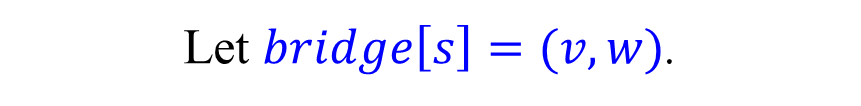 Let bridge[s] = (v, w).